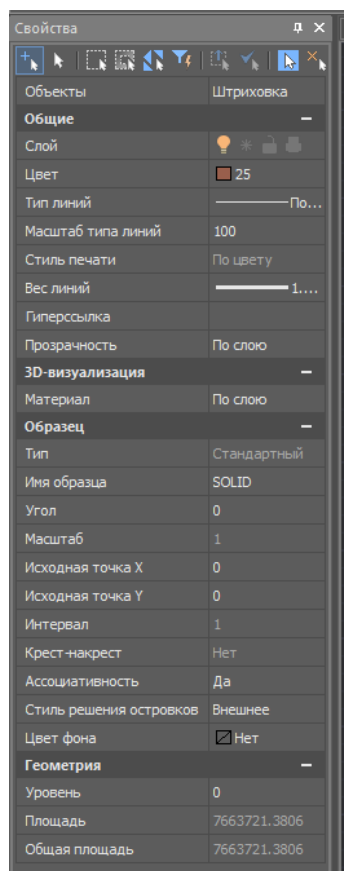 Свойства
Объекты Штриховка
Общие
Слой
Цвет 25
Тип линий По...
Масштаб типа линий 100
Стиль печати По цвету
Вес линий 1....
Гиперссылка
Прозрачность По слою
3D-визуализация
Материал По слою
Образец
Тип Стандартный
Имя образца SOLID
Угол 0
Масштаб 1
Исходная точка X 0
Исходная точка Y 0
Интервал 1
Крест-накрест Нет
Ассоциативность Да
Стиль решения островков Внешнее
Цвет фона Нет
Геометрия
Уровень 0
Площадь 7663721.3806
Общая площадь 7663721.3806